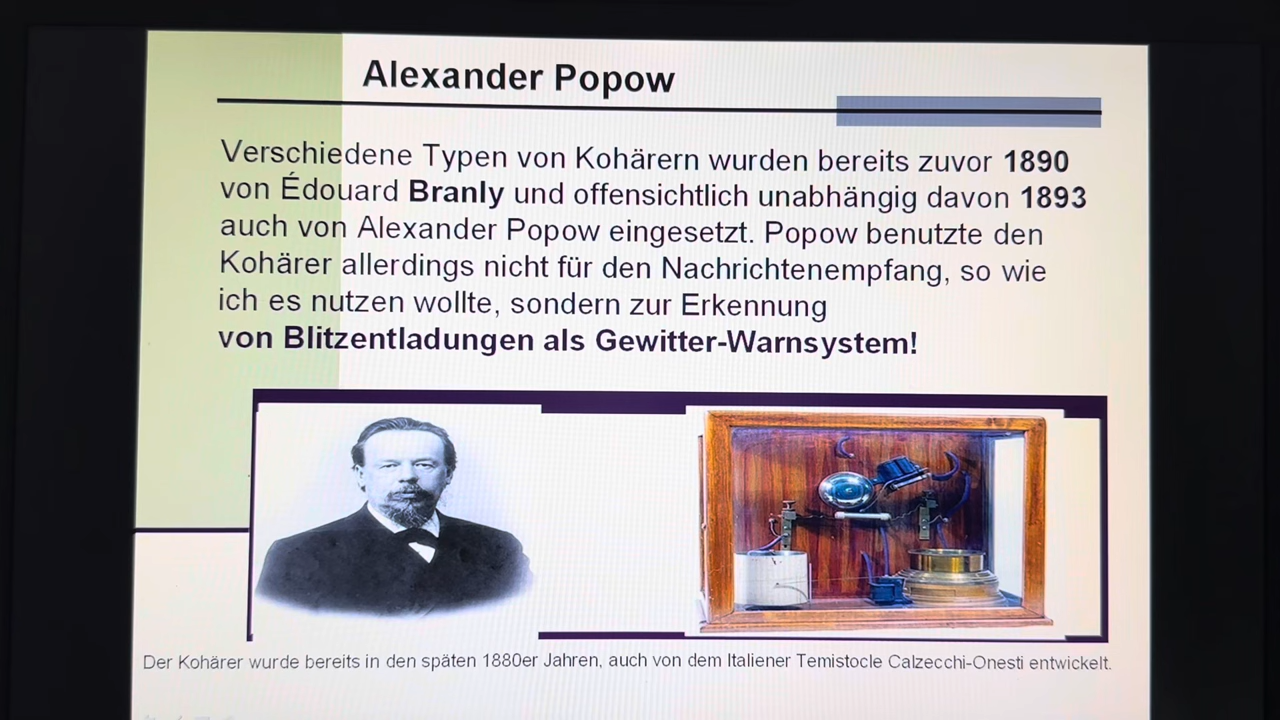 Alexander Popow
Verschiedene Typen von Kohärern wurden bereits zuvor 1890
von Édouard Branly und offensichtlich unabhängig davon 1893
auch von Alexander Popow eingesetzt. Popow benutzte den
Kohärer allerdings nicht für den Nachrichtenempfang, so wie
ich es nutzen wollte, sondern zur Erkennung
von Blitzentladungen als Gewitter-Warnsystem!
Der Kohärer wurde bereits in den späten 1880er Jahren, auch von dem Italiener Temistocle Calzecchi-Onesti entwickelt.